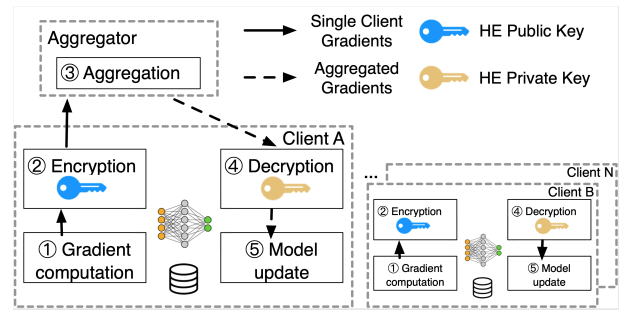 Aggregator
③ Aggregation
Single Client
Gradients
HE Public Key
Aggregated
Gradients
HE Private Key
Client A
② Encryption
④ Decryption
① Gradient
computation
⑤ Model
update
...
Client N
Client B
② Encryption
④ Decryption
① Gradient
computation
⑤ Model
update